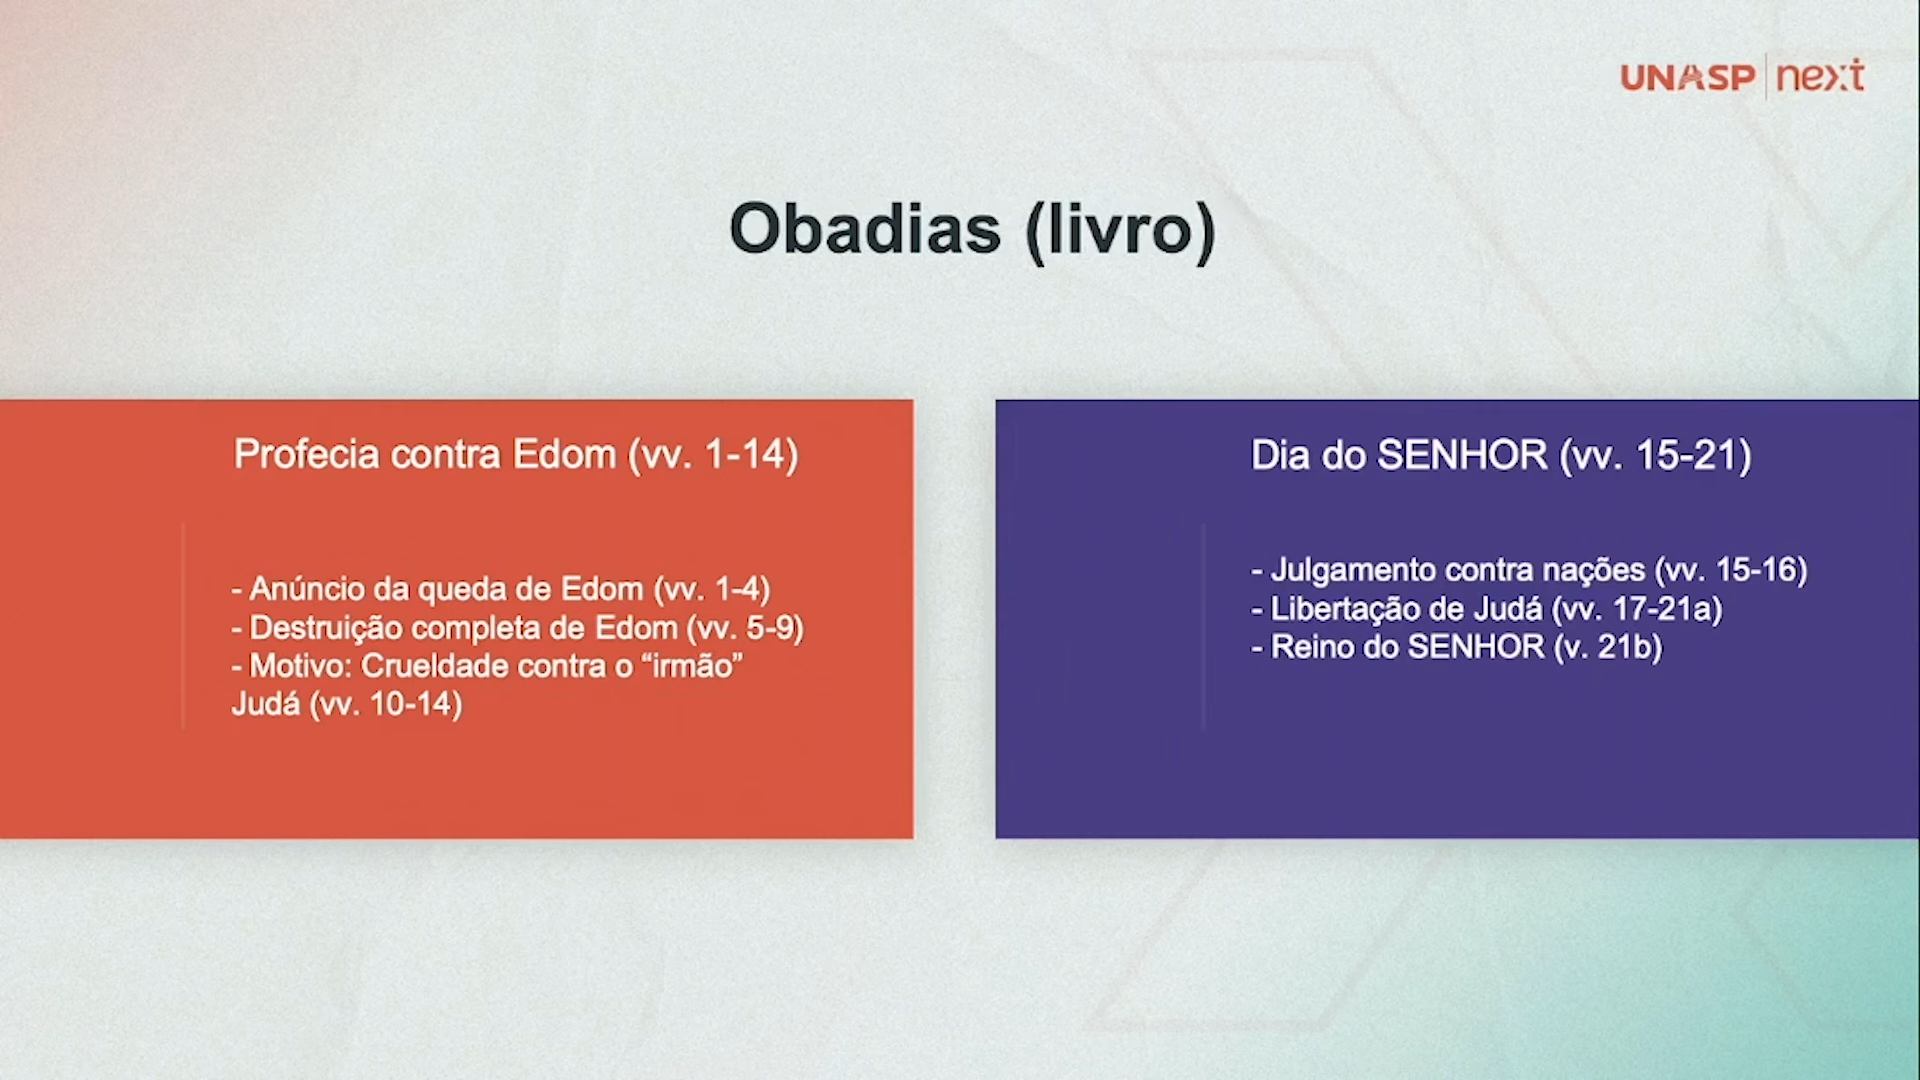 UNASP next
Obadias (livro)
Profecia contra Edom (vv. 1-14)
- Anúncio da queda de Edom (vv. 1-4)
- Destruição completa de Edom (vv. 5-9)
- Motivo: Crueldade contra o “irmão”
Judá (vv. 10-14)
Dia do SENHOR (vv. 15-21)
- Julgamento contra nações (vv. 15-16)
- Libertação de Judá (vv. 17-21a)
- Reino do SENHOR (v. 21b)